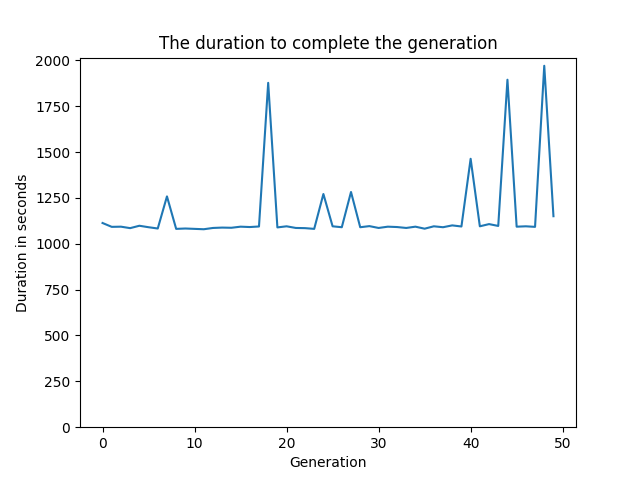 The duration to complete the generation
2000
1750
1500
1250
1000
750
500
250
0
Duration in seconds
0 10 20 30 40 50
Generation